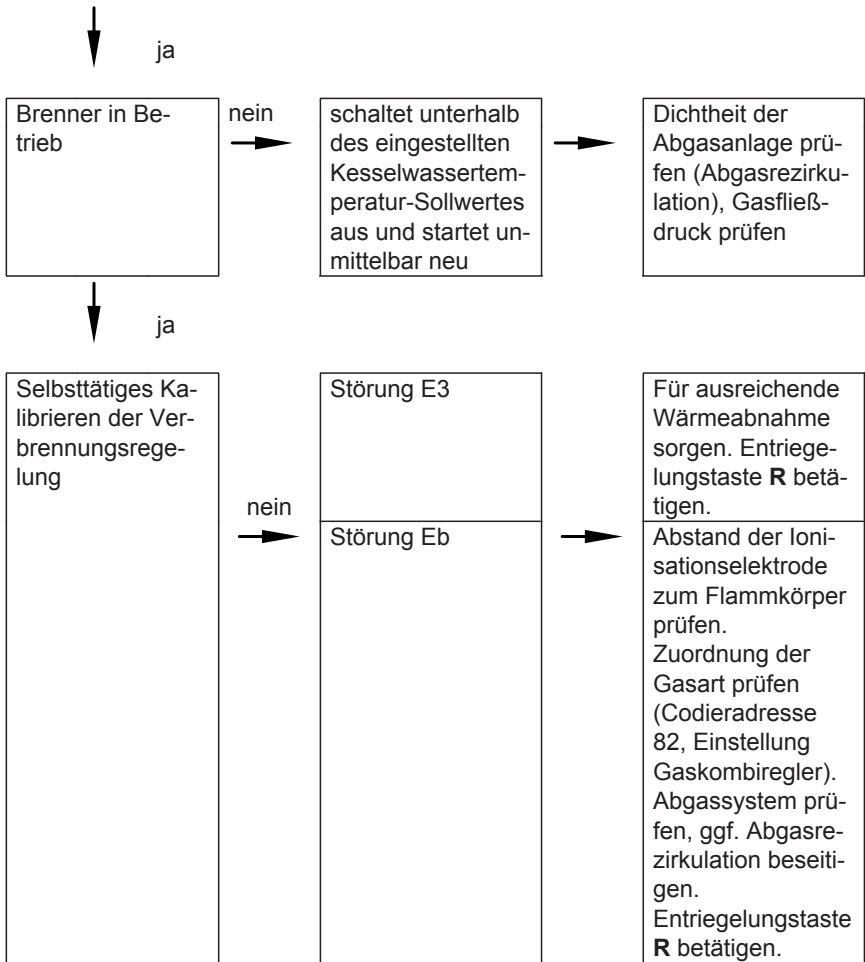 ja
Brenner in Be-
trieb
nein
schaltet unterhalb
des eingestellten
Kesselwassertem-
peratur-Sollwertes
aus und startet un-
mittelbar neu
Dichtheit der
Abgasanlage prü-
fen (Abgasrezirku-
lation), Gasfließ-
druck prüfen
ja
Selbsttätiges Ka-
librieren der Ver-
brennungsrege-
lung
nein
Störung E3
Für ausreichende
Wärmeabnahme
sorgen. Entriege-
lungstaste R betä-
tigen.
Störung Eb
Abstand der Ioni-
sationselektrode
zum Flammkörper
prüfen.
Zuordnung der
Gasart prüfen
(Codieradresse
82, Einstellung
Gaskombiregler).
Abgassystem prü-
fen, ggf. Abgasre-
zirkulation beseiti-
gen.
Entriegelungstaste
R betätigen.